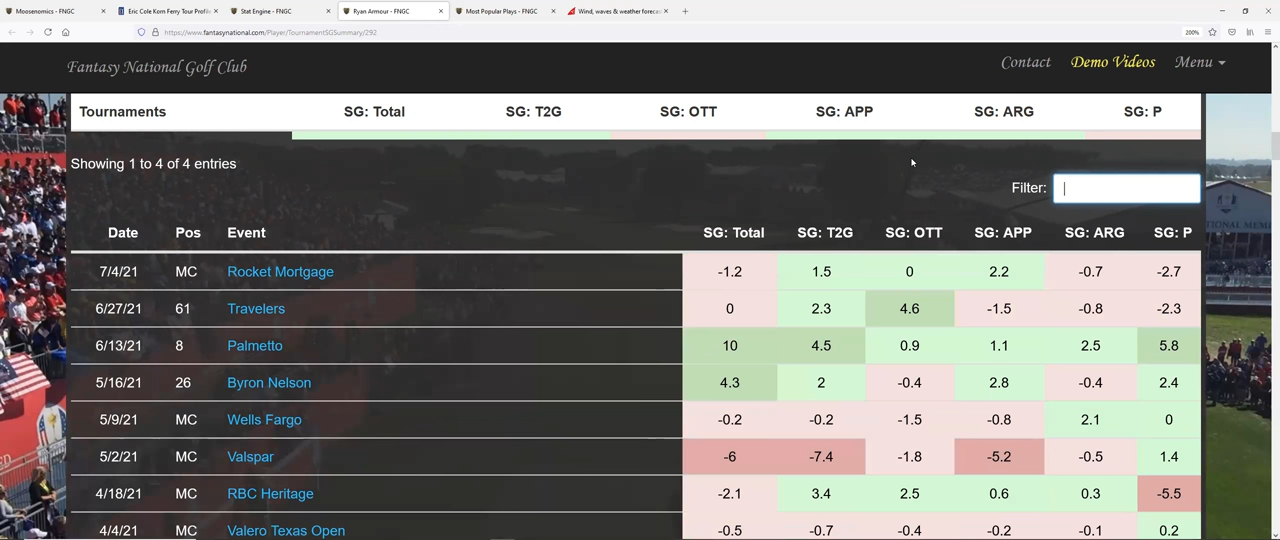 Moosenomics - FNGC × Eric Cole Korn Ferry Tour Profile × Stat Engine - FNGC × Ryan Armour - FNGC × Most Popular Plays - FNGC × Wind, waves & weather forecas ×
https://www.fantasynational.com/Player/TournamentSGSummary/292 200%
Fantasy National Golf Club Contact Demo Videos Menu
Tournaments SG: Total SG: T2G SG: OTT SG: APP SG: ARG SG: P
Showing 1 to 4 of 4 entries
Filter:
Date Pos Event SG: Total SG: T2G SG: OTT SG: APP SG: ARG SG: P
7/4/21 MC Rocket Mortgage -1.2 1.5 0 2.2 -0.7 -2.7
6/27/21 61 Travelers 0 2.3 4.6 -1.5 -0.8 -2.3
6/13/21 8 Palmetto 10 4.5 0.9 1.1 2.5 5.8
5/16/21 26 Byron Nelson 4.3 2 -0.4 2.8 -0.4 2.4
5/9/21 MC Wells Fargo -0.2 -0.2 -1.5 -0.8 2.1 0
5/2/21 MC Valspar -6 -7.4 -1.8 -5.2 -0.5 1.4
4/18/21 MC RBC Heritage -2.1 3.4 2.5 0.6 0.3 -5.5
4/4/21 MC Valero Texas Open -0.5 -0.7 -0.4 -0.2 -0.1 0.2